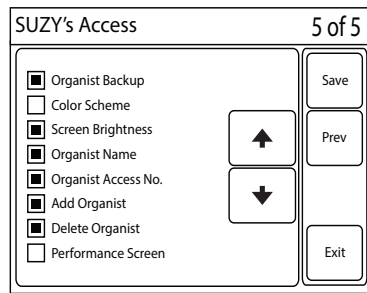 SUZY's Access 5 of 5
Organist Backup
Color Scheme
Screen Brightness
Organist Name
Organist Access No.
Add Organist
Delete Organist
Performance Screen
Save
Prev
Exit